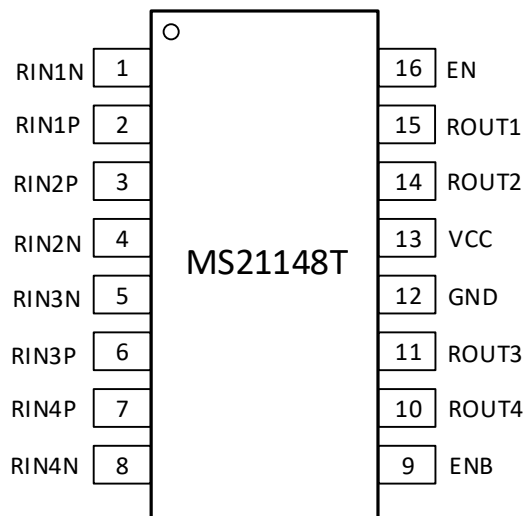 RIN1N 1 16 EN
RIN1P 2 15 ROUT1
RIN2P 3 14 ROUT2
RIN2N 4 13 VCC
MS21148T
RIN3N 5 12 GND
RIN3P 6 11 ROUT3
RIN4P 7 10 ROUT4
RIN4N 8 9 ENB